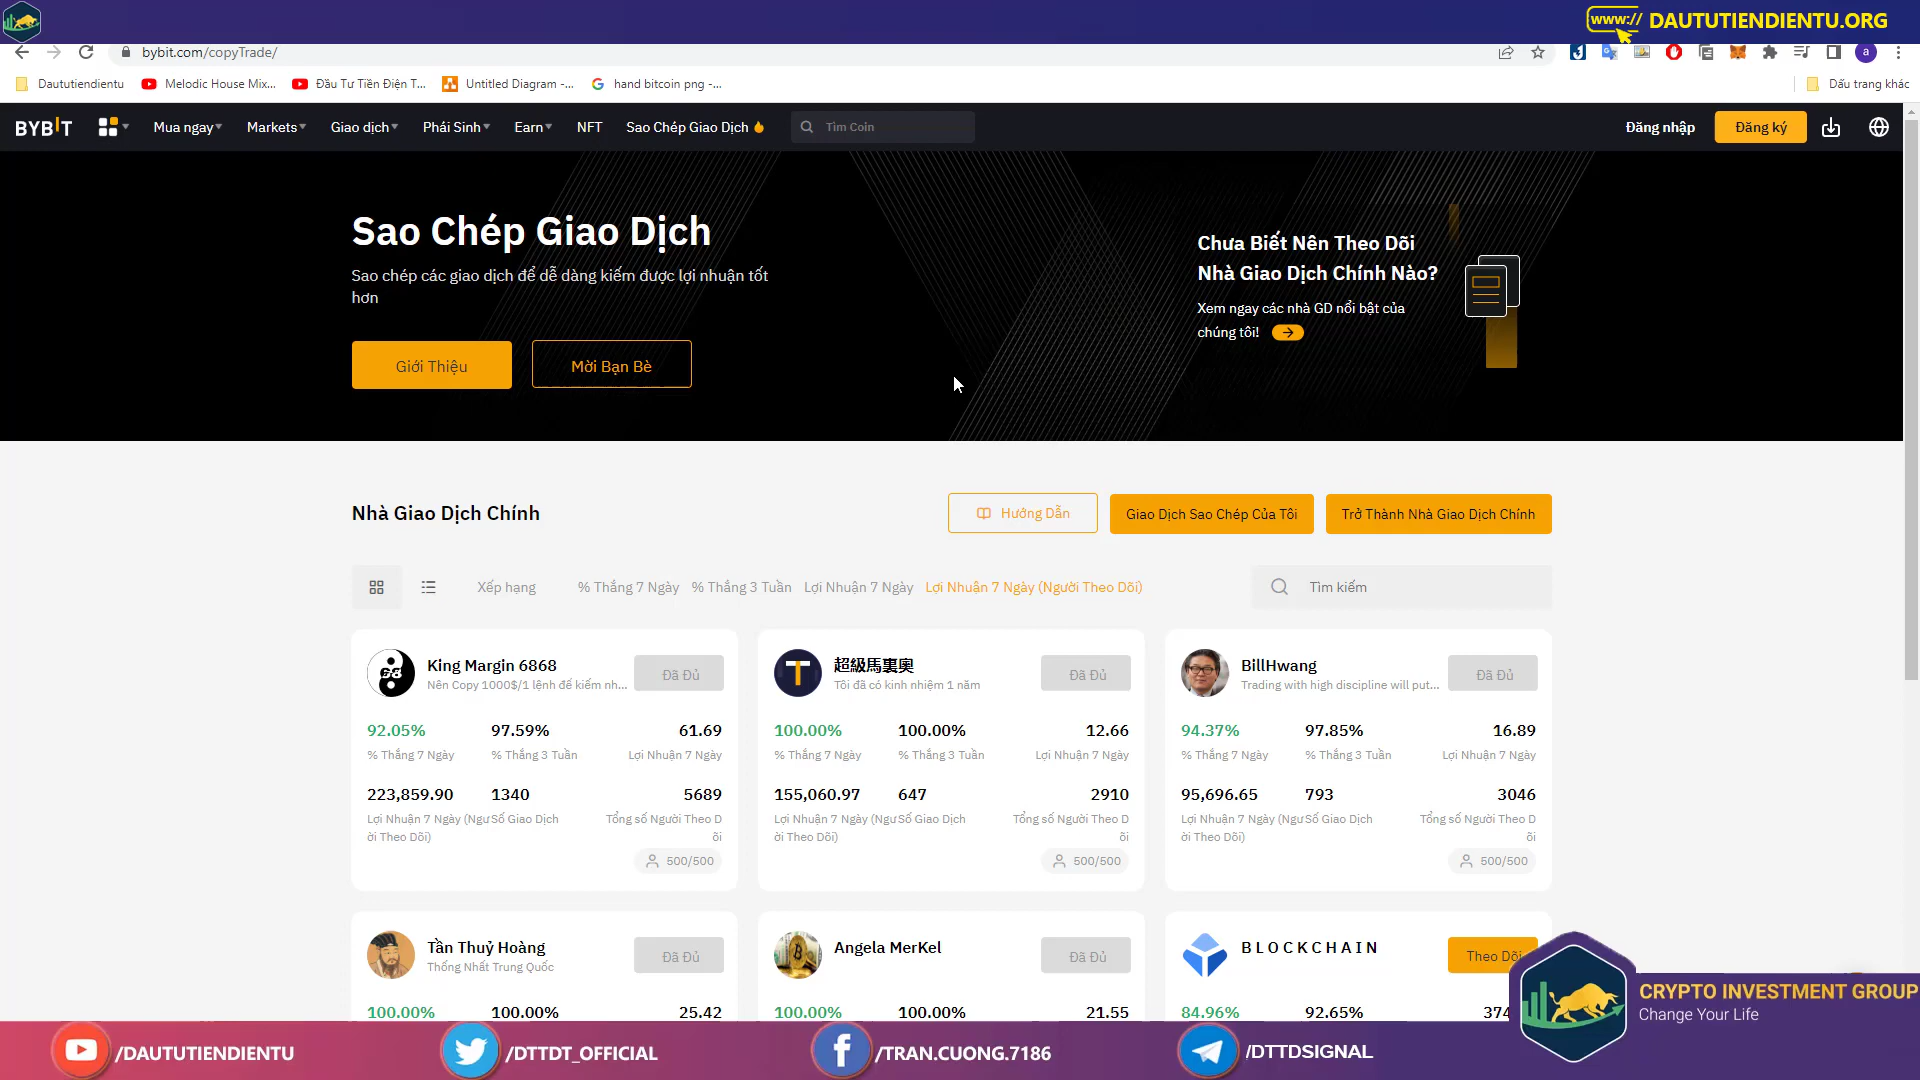 www.//
DAUTUTIENDIENTU.ORG
bybit.com/copyTrade/
a
Dautututiendientu
Melodic House Mix...
Đầu Tư Tiền Điện T...
Untitled Diagram -...
hand bitcoin png -...
Dấu trang khác
BYBIT
Mua ngay
Markets
Giao dịch
Phái Sinh
Earn
NFT
Sao Chép Giao Dịch
Tìm Coin
Đăng nhập
Đăng ký
Sao Chép Giao Dịch
Sao chép các giao dịch để dễ dàng kiếm được lợi nhuận tốt
hơn
Giới Thiệu
Mời Bạn Bè
Chưa Biết Nên Theo Dõi
Nhà Giao Dịch Chính Nào?
Xem ngay các nhà GD nổi bật của
chúng tôi!
Nhà Giao Dịch Chính
Hướng Dẫn
Giao Dịch Sao Chép Của Tôi
Trở Thành Nhà Giao Dịch Chính
Xếp hạng
% Thắng 7 Ngày
% Thắng 3 Tuần
Lợi Nhuận 7 Ngày
Lợi Nhuận 7 Ngày (Người Theo Dõi)
Tìm kiếm
King Margin 6868
Nên Copy 1000$/1 lệnh để kiếm nh...
Đã Đủ
92.05%
97.59%
61.69
% Thắng 7 Ngày
% Thắng 3 Tuần
Lợi Nhuận 7 Ngày
223,859.90
1340
5689
Lợi Nhuận 7 Ngày (Ngư
ời Theo Dõi)
Số Giao Dịch
Tổng số Người Theo D
õi
500/500
超級馬裏奧
Tôi đã có kinh nhiệm 1 năm
Đã Đủ
100.00%
100.00%
12.66
% Thắng 7 Ngày
% Thắng 3 Tuần
Lợi Nhuận 7 Ngày
155,060.97
647
2910
Lợi Nhuận 7 Ngày (Ngư
ời Theo Dõi)
Số Giao Dịch
Tổng số Người Theo D
õi
500/500
BillHwang
Trading with high discipline will put...
Đã Đủ
94.37%
97.85%
16.89
% Thắng 7 Ngày
% Thắng 3 Tuần
Lợi Nhuận 7 Ngày
95,696.65
793
3046
Lợi Nhuận 7 Ngày (Ngư
ời Theo Dõi)
Số Giao Dịch
Tổng số Người Theo D
õi
500/500
Tần Thuỷ Hoàng
Thống Nhất Trung Quốc
Đã Đủ
100.00%
100.00%
25.42
Angela MerKel
Đã Đủ
100.00%
100.00%
21.55
B L O C K C H A I N
Theo Dõi
84.96%
92.65%
374
CRYPTO INVESTMENT GROUP
Change Your Life
/DAUTUTIENDIENTU
/DTTDT_OFFICIAL
/TRAN.CUONG.7186
/DTTDSIGNAL